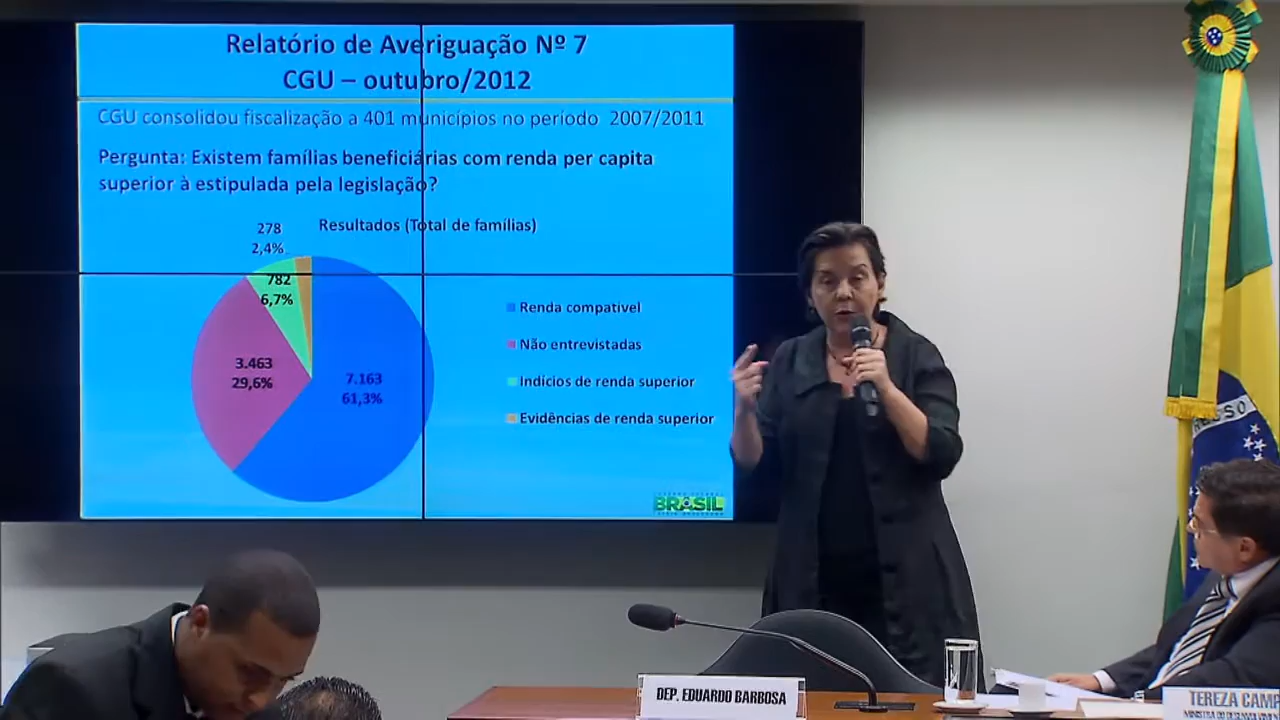 Relatório de Averiguação Nº 7
CGU – outubro/2012
CGU consolidou fiscalização a 401 municípios no período 2007/2011
Pergunta: Existem famílias beneficiárias com renda per capita
superior à estipulada pela legislação?
Resultados (Total de famílias)
278
2,4%
782
6,7%
3.463
29,6%
7.163
61,3%
Renda compativel
Não entrevistadas
Indícios de renda superior
Evidências de renda superior
BRASIL
DEP. EDUARDO BARBOSA
TEREZA CAMP